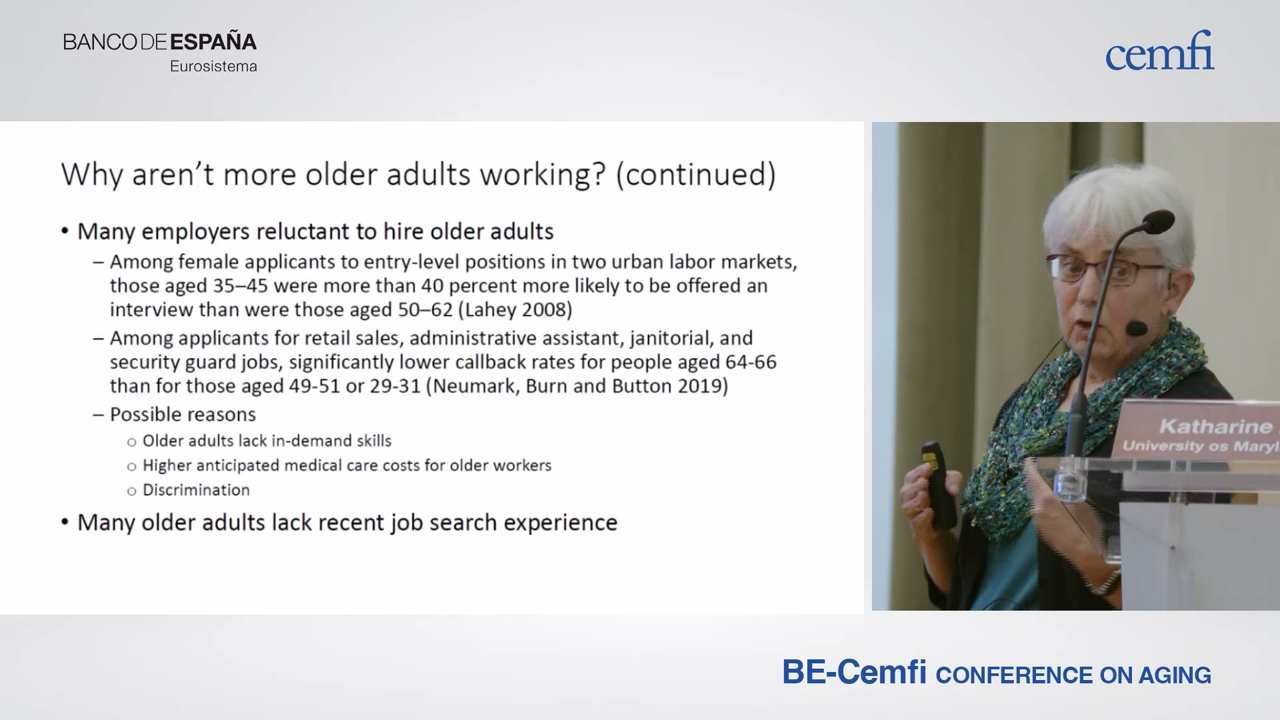 BANCO DE ESPAÑA
Eurosistema
cemfi
Why aren't more older adults working? (continued)
• Many employers reluctant to hire older adults
– Among female applicants to entry-level positions in two urban labor markets,
those aged 35–45 were more than 40 percent more likely to be offered an
interview than were those aged 50–62 (Lahey 2008)
– Among applicants for retail sales, administrative assistant, janitorial, and
security guard jobs, significantly lower callback rates for people aged 64-66
than for those aged 49-51 or 29-31 (Neumark, Burn and Button 2019)
– Possible reasons
○ Older adults lack in-demand skills
○ Higher anticipated medical care costs for older workers
○ Discrimination
• Many older adults lack recent job search experience
Katharine
University os Maryl
BE-Cemfi CONFERENCE ON AGING